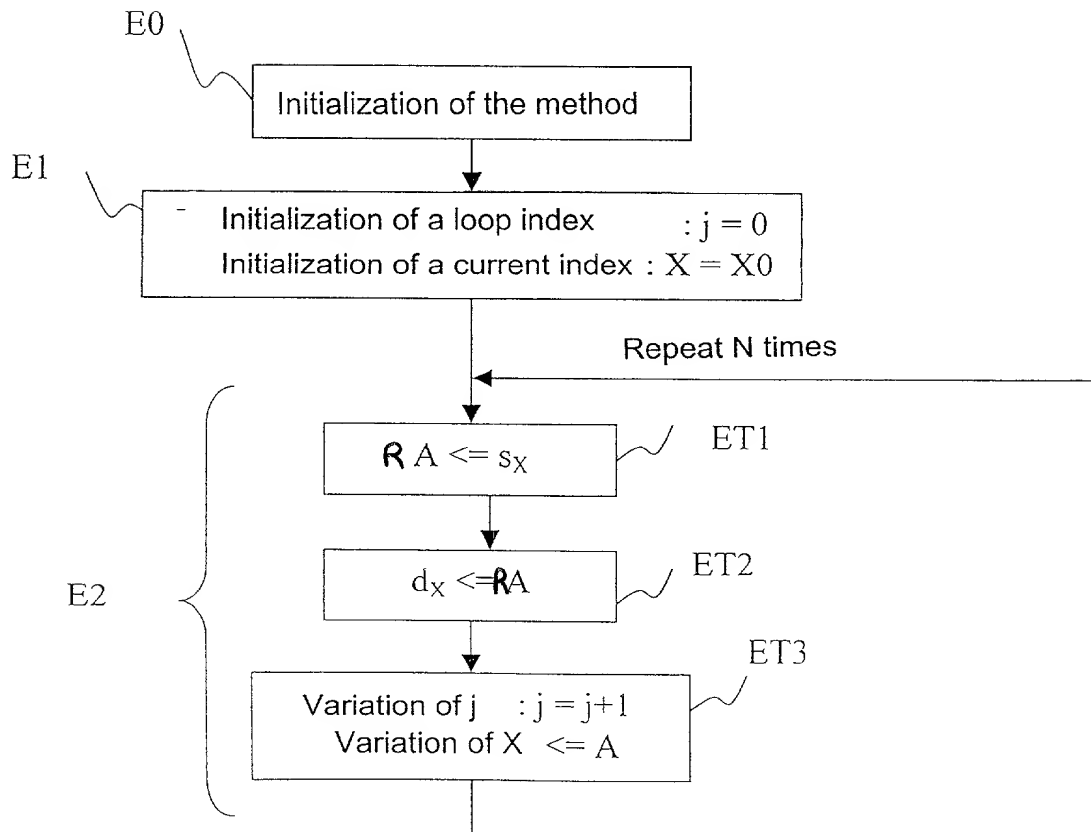 E0
Initialization of the method
E1
- Initialization of a loop index : j = 0
Initialization of a current index : X = X0
Repeat N times
ET1
R A <= sX
ET2
dX <=RA
E2
ET3
Variation of j : j = j+1
Variation of X <= A